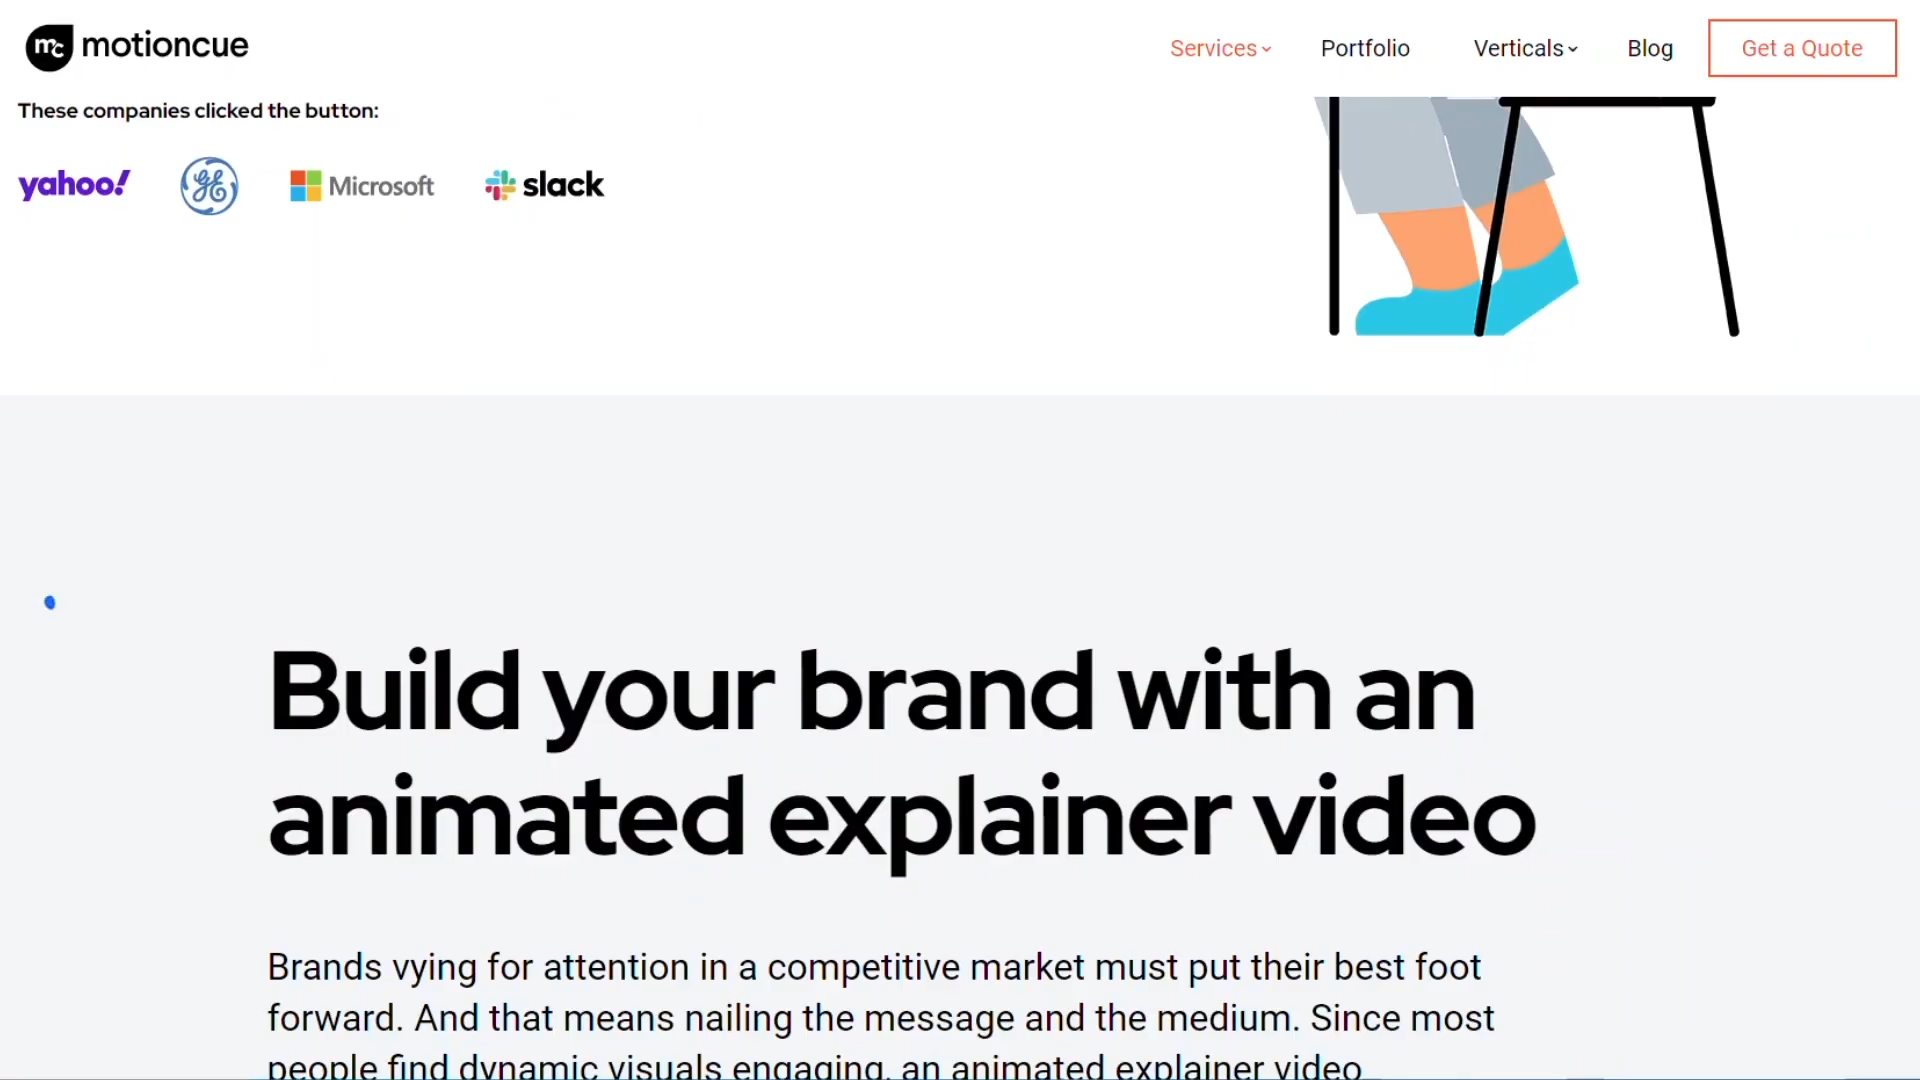 mc motioncue
Services Portfolio Verticals Blog Get a Quote
These companies clicked the button:
yahoo! GE Microsoft slack
Build your brand with an
animated explainer video
Brands vying for attention in a competitive market must put their best foot
forward. And that means nailing the message and the medium. Since most
people find dynamic visuals engaging, an animated explainer video